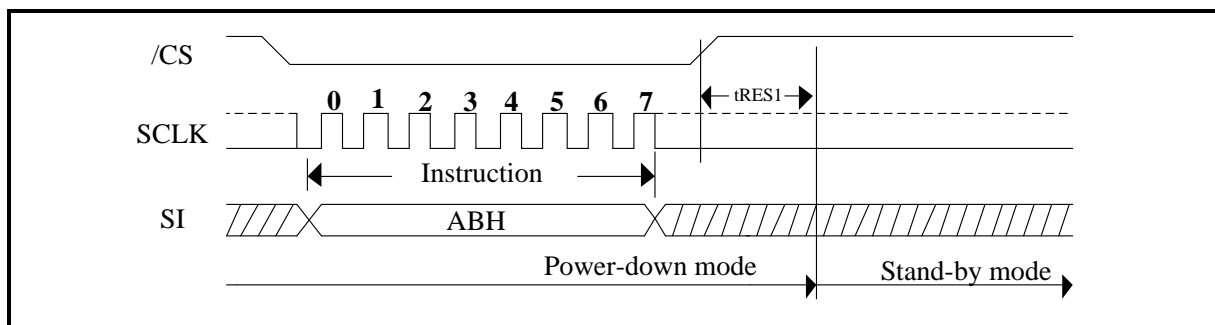 /CS
tRES1
0 1 2 3 4 5 6 7
SCLK
Instruction
SI
ABH
Power-down mode
Stand-by mode